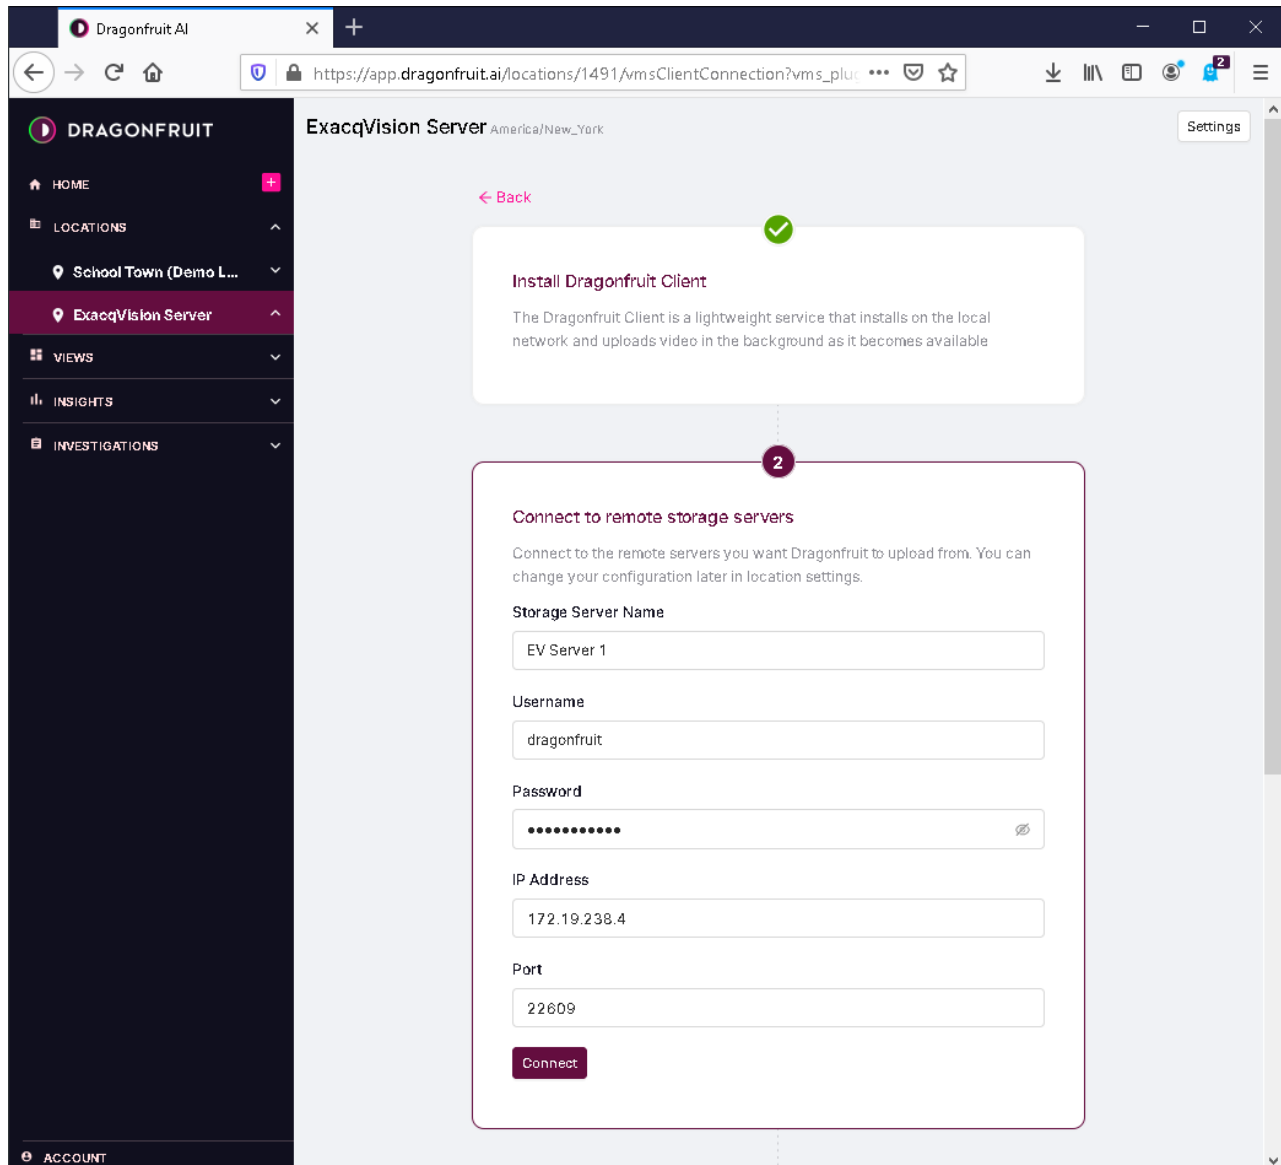 Dragonfruit AI
https://app.dragonfruit.ai/locations/1491/vmsClientConnection?vms_plu
2
DRAGONFRUIT
HOME
LOCATIONS
School Town (Demo L...
ExacqVision Server
VIEWS
INSIGHTS
INVESTIGATIONS
ACCOUNT
ExacqVision Server America/New_York
Settings
← Back
Install Dragonfruit Client
The Dragonfruit Client is a lightweight service that installs on the local
network and uploads video in the background as it becomes available
2
Connect to remote storage servers
Connect to the remote servers you want Dragonfruit to upload from. You can
change your configuration later in location settings.
Storage Server Name
EV Server 1
Username
dragonfruit
Password
•••••••••••
IP Address
172.19.238.4
Port
22609
Connect